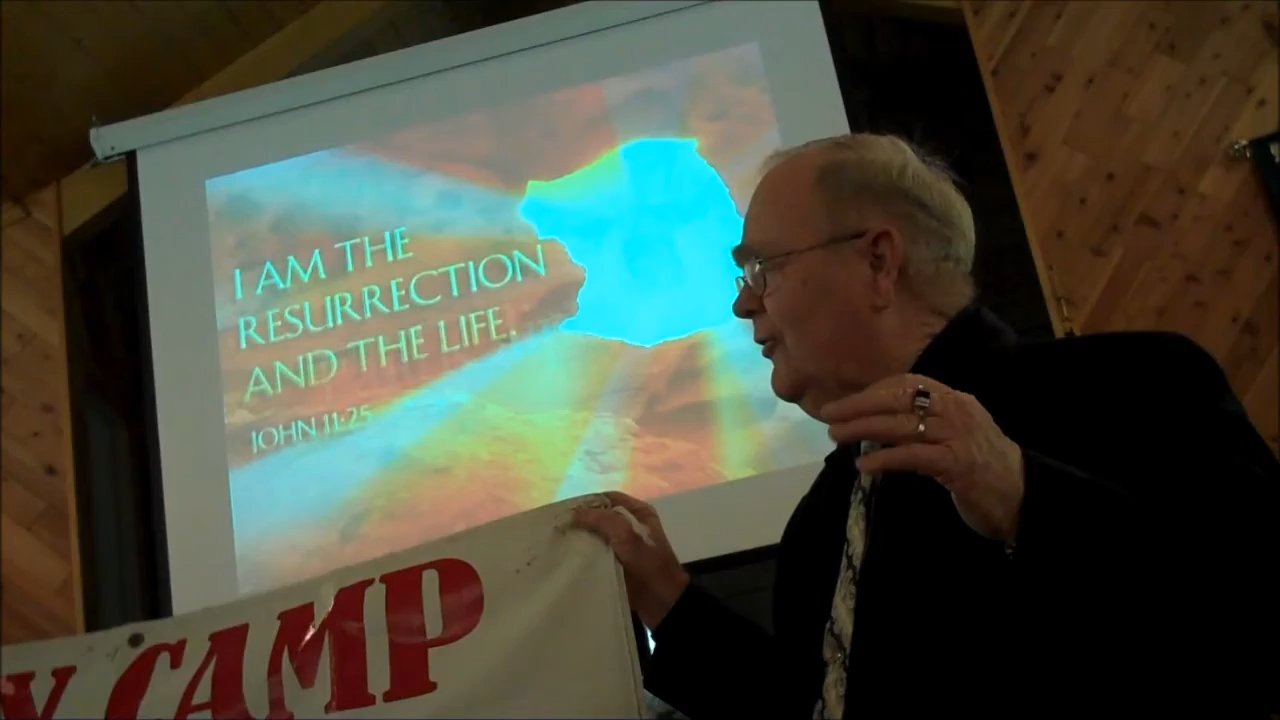 I AM THE
RESURRECTION
AND THE LIFE.
JOHN 11:25
Y CAMP